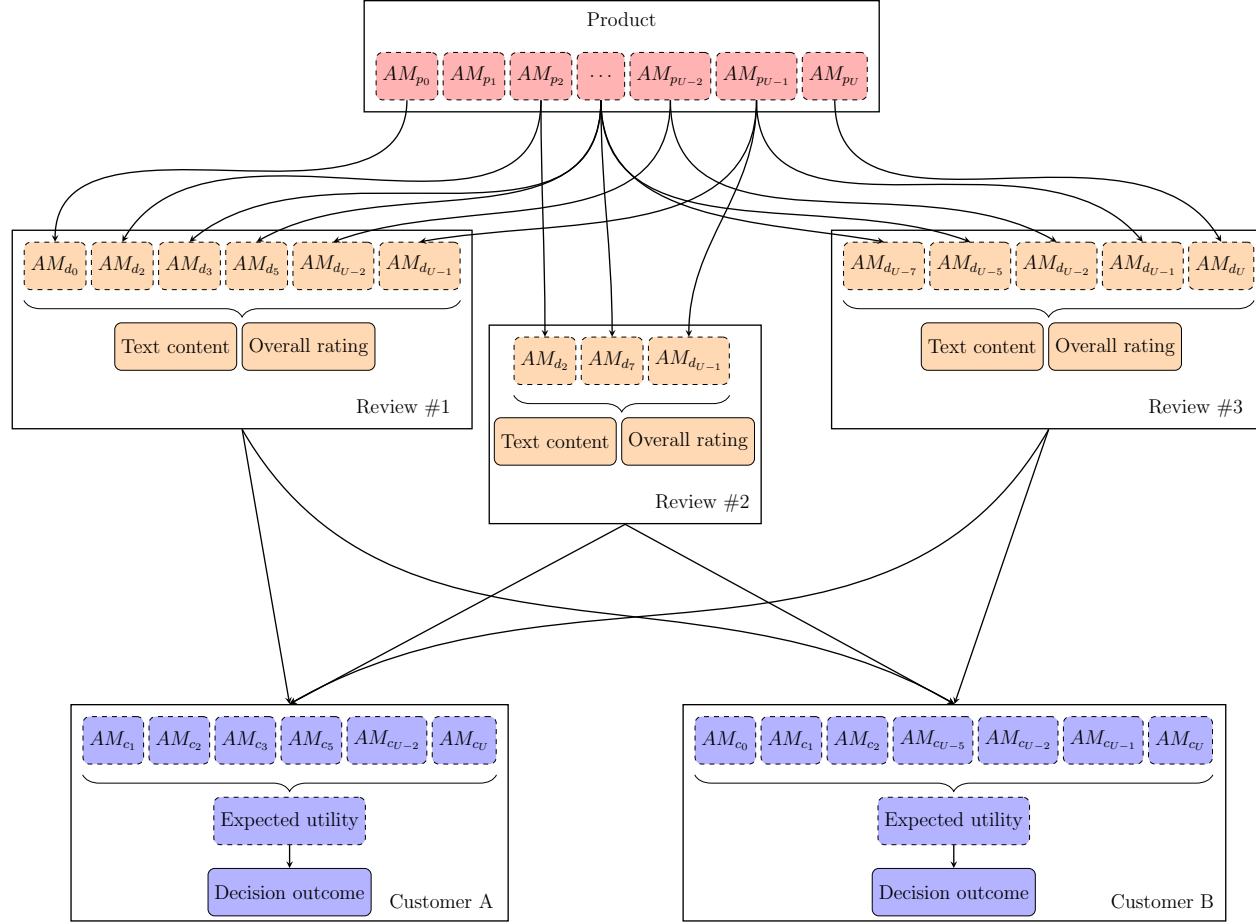 Product
AM_{p_0} AM_{p_1} AM_{p_2} ... AM_{p_{U-2}} AM_{p_{U-1}} AM_{p_U}
AM_{d_0} AM_{d_2} AM_{d_3} AM_{d_5} AM_{d_{U-2}} AM_{d_{U-1}}
Text content Overall rating
Review #1
AM_{d_2} AM_{d_7} AM_{d_{U-1}}
Text content Overall rating
Review #2
AM_{d_{U-7}} AM_{d_{U-5}} AM_{d_{U-2}} AM_{d_{U-1}} AM_{d_U}
Text content Overall rating
Review #3
AM_{c_1} AM_{c_2} AM_{c_3} AM_{c_5} AM_{c_{U-2}} AM_{c_U}
Expected utility
Decision outcome
Customer A
AM_{c_0} AM_{c_1} AM_{c_2} AM_{c_{U-5}} AM_{c_{U-2}} AM_{c_{U-1}} AM_{c_U}
Expected utility
Decision outcome
Customer B